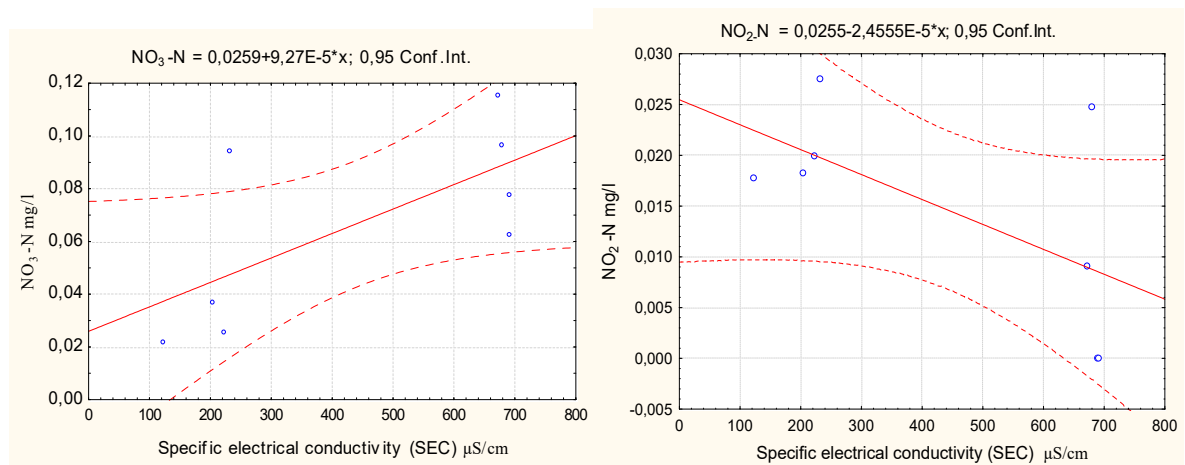 NO3-N = 0,0259+9,27E-5*x; 0,95 Conf.Int.
0,12
0,10
0,08
0,06
0,04
0,02
0,00
NO3-N mg/l
0 100 200 300 400 500 600 700 800
Specific electrical conductivity (SEC) µS/cm
NO2-N = 0,0255-2,4555E-5*x; 0,95 Conf.Int.
0,030
0,025
0,020
0,015
0,010
0,005
0,000
-0,005
NO2-N mg/l
0 100 200 300 400 500 600 700 800
Specific electrical conductivity (SEC) µS/cm